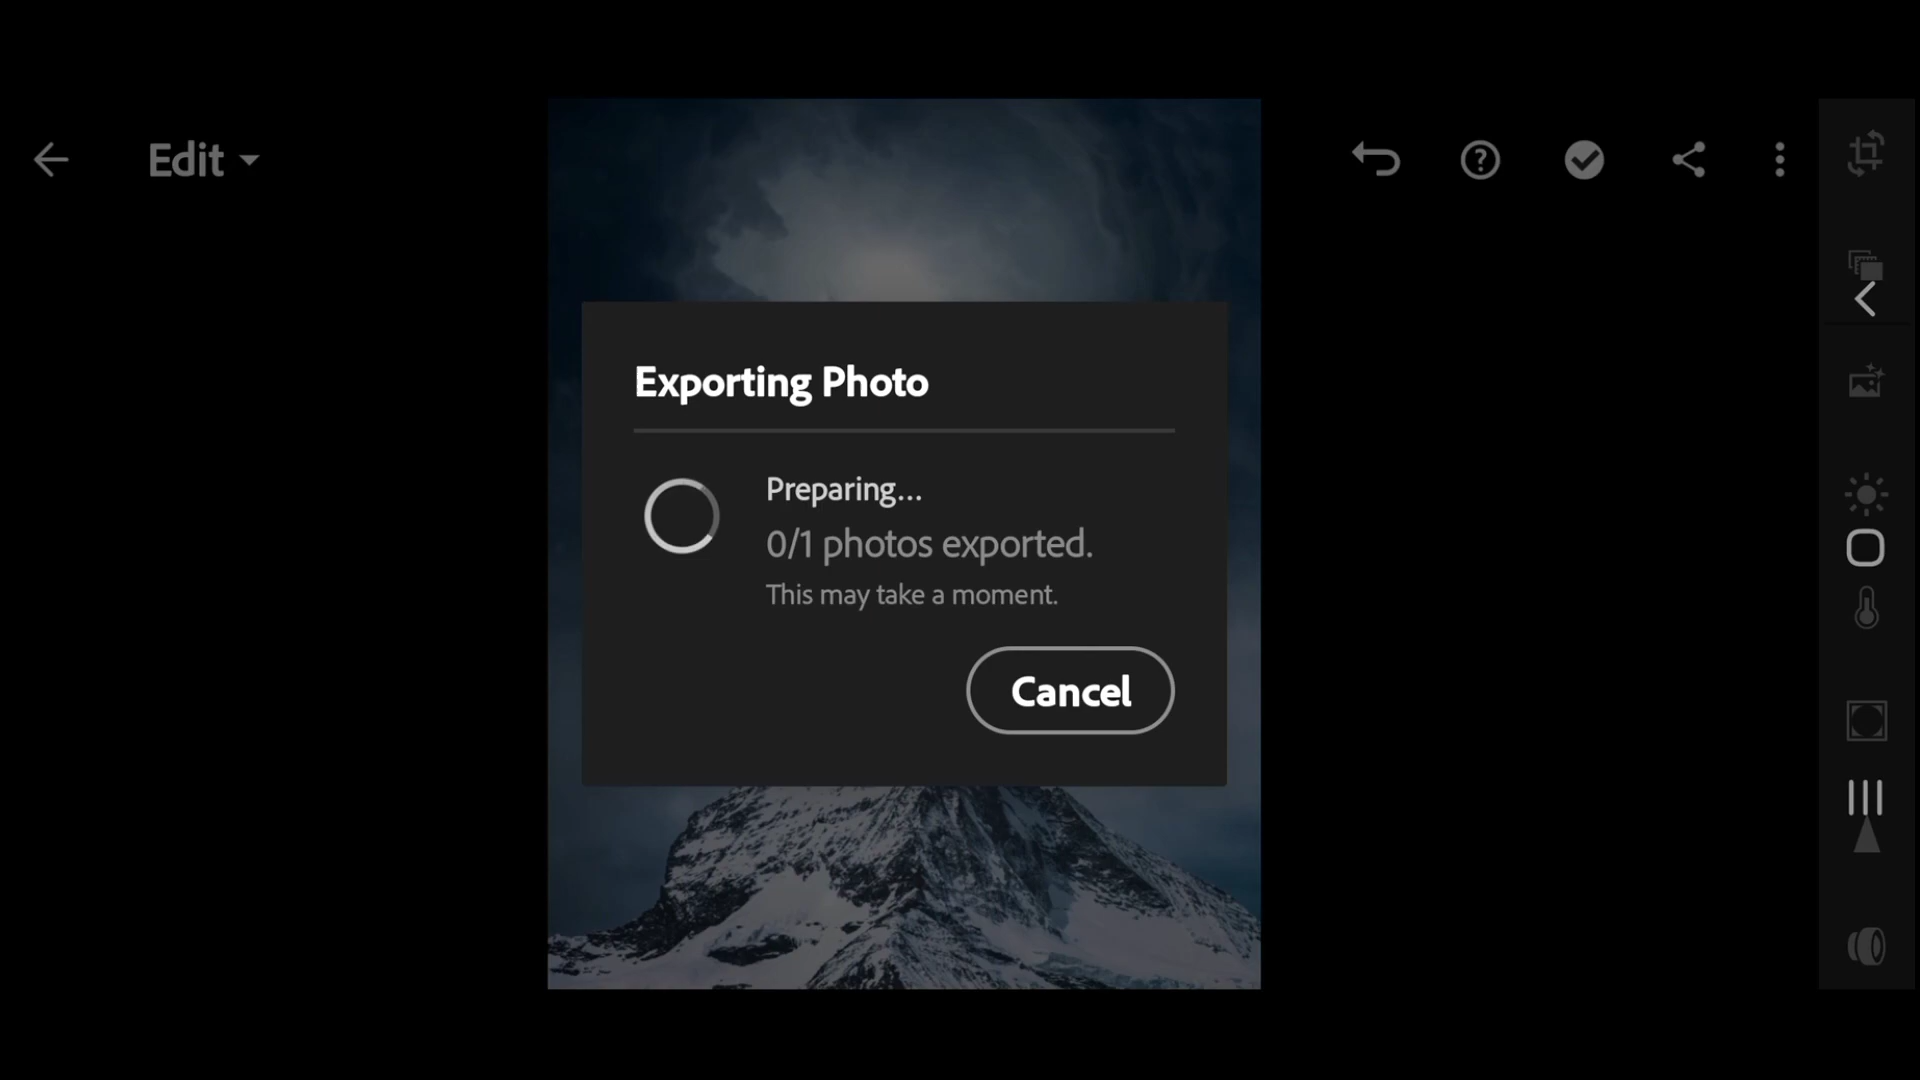 Edit
Exporting Photo
Preparing...
0/1 photos exported.
This may take a moment.
Cancel